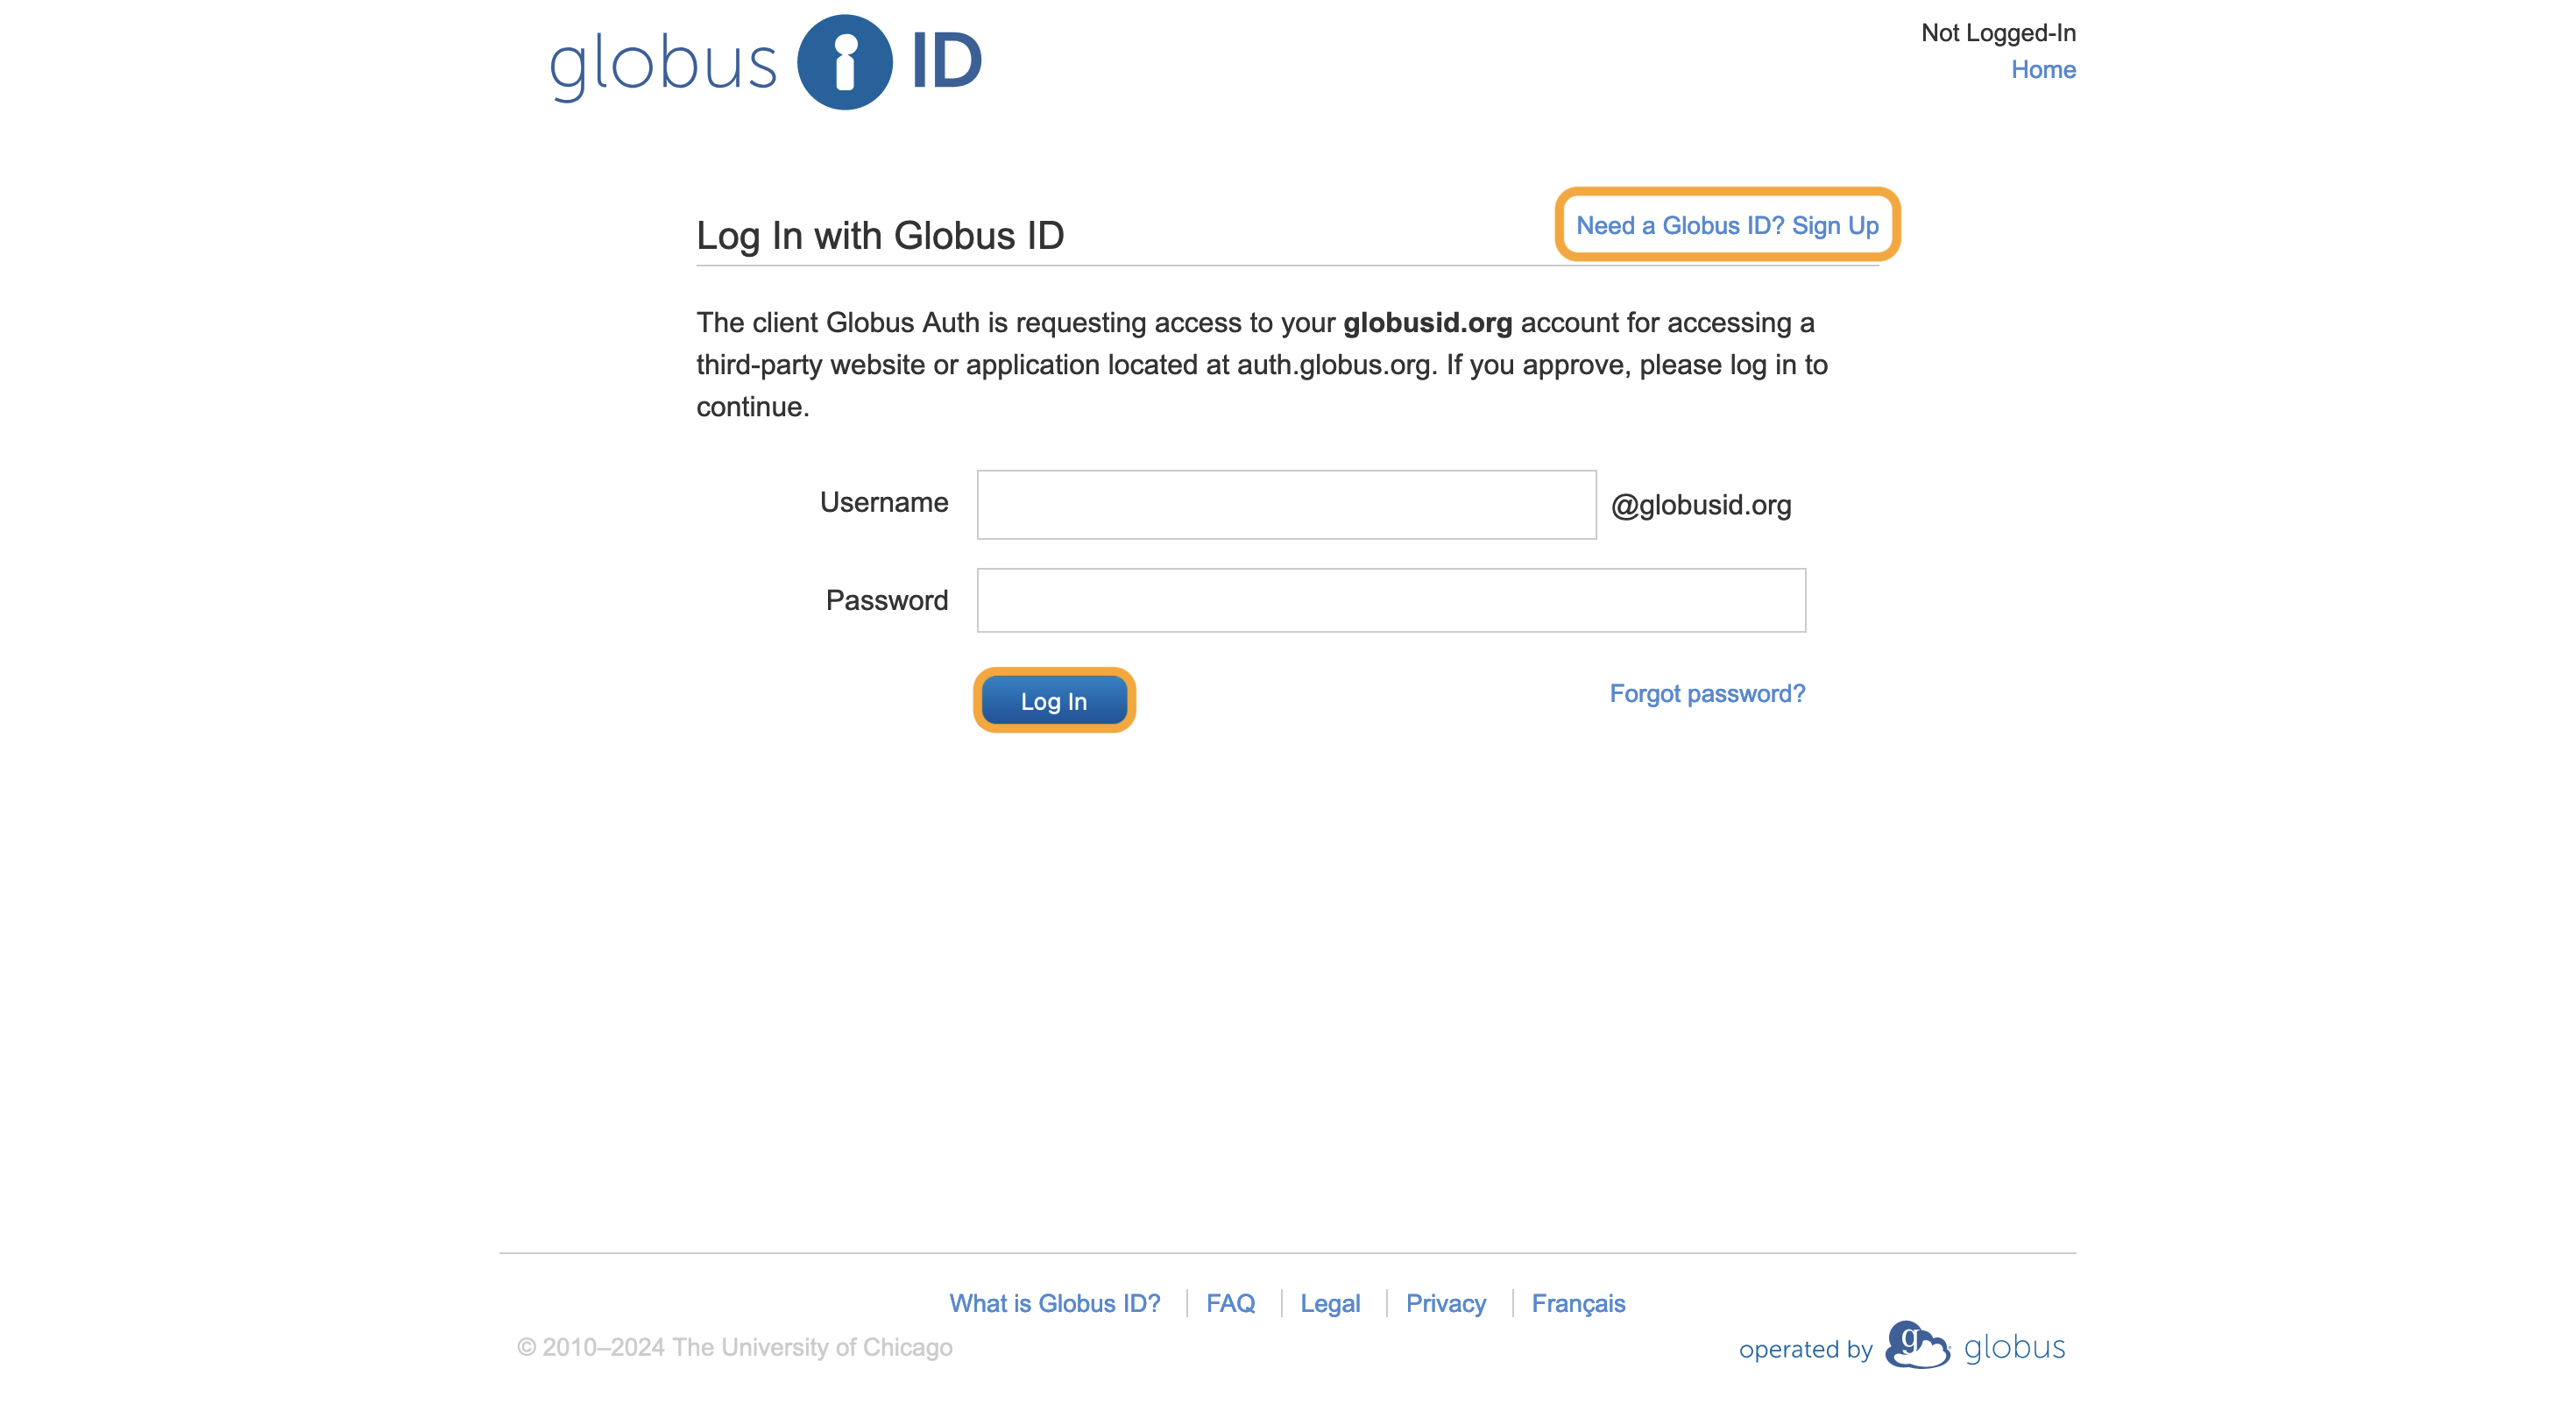 globus i ID
Not Logged-In
Home
Log In with Globus ID
Need a Globus ID? Sign Up
The client Globus Auth is requesting access to your globusid.org account for accessing a
third-party website or application located at auth.globus.org. If you approve, please log in to
continue.
Username
@globusid.org
Password
Log In
Forgot password?
What is Globus ID?
FAQ
Legal
Privacy
Français
© 2010–2024 The University of Chicago
operated by g globus